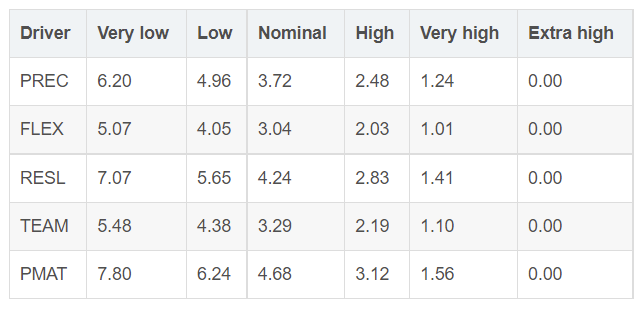 Driver Very low Low Nominal High Very high Extra high
PREC 6.20 4.96 3.72 2.48 1.24 0.00
FLEX 5.07 4.05 3.04 2.03 1.01 0.00
RESL 7.07 5.65 4.24 2.83 1.41 0.00
TEAM 5.48 4.38 3.29 2.19 1.10 0.00
PMAT 7.80 6.24 4.68 3.12 1.56 0.00